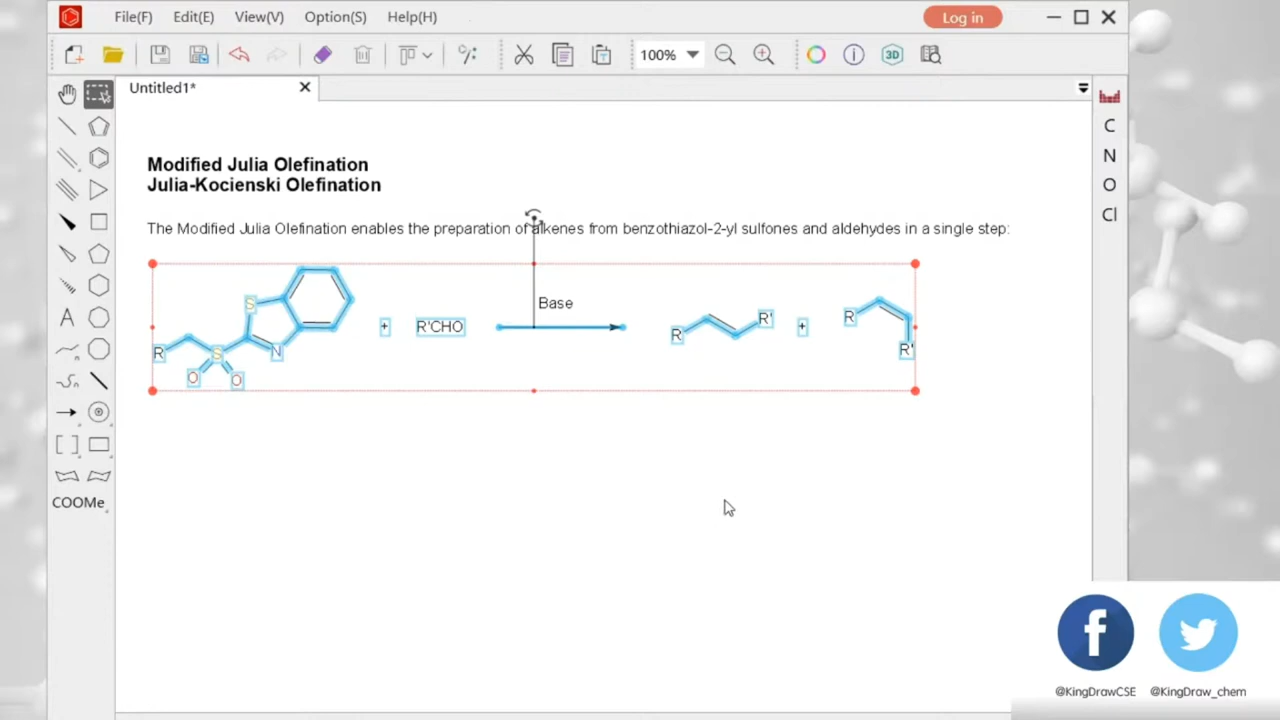 File(F) Edit(E) View(V) Option(S) Help(H) Log in
100% 3D
Untitled1*
Modified Julia Olefination
Julia-Kocienski Olefination
The Modified Julia Olefination enables the preparation of alkenes from benzothiazol-2-yl sulfones and aldehydes in a single step:
R S O O S N + R'CHO Base R R' + R R'
A
[ ]
COOMe
C
N
O
Cl
@KingDrawCSE @KingDraw_chem